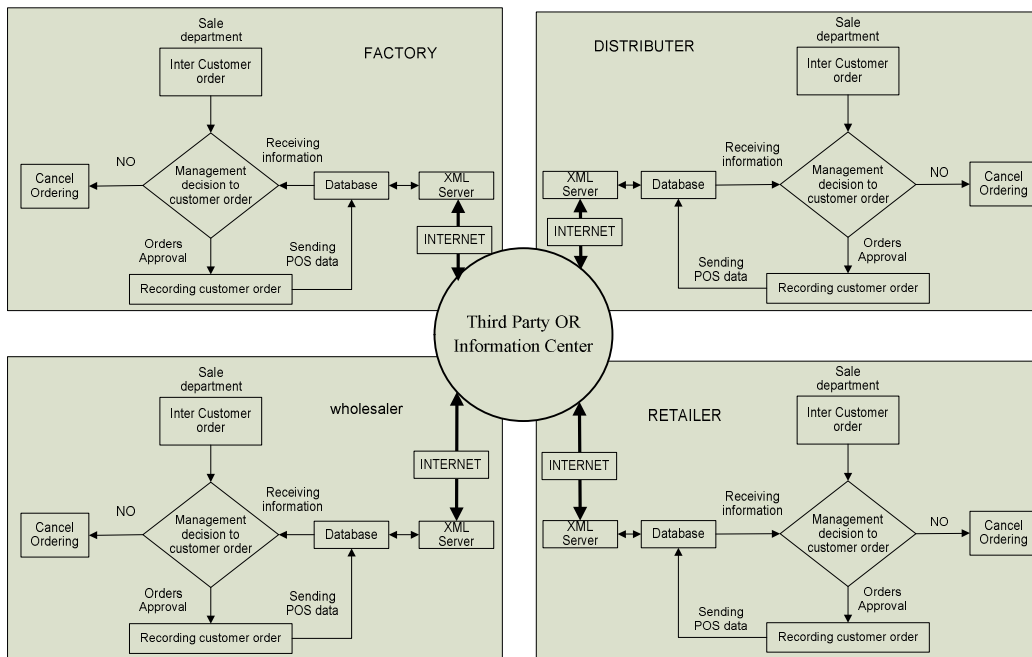 Sale
department
FACTORY
Inter Customer
order
Receiving
information
NO
Cancel
Ordering
Management
decision to
customer order
Database
XML
Server
INTERNET
Orders
Approval
Sending
POS data
Recording customer order
Sale
department
DISTRIBUTER
Inter Customer
order
Receiving
information
XML
Server
Database
Management
decision to
customer order
NO
Cancel
Ordering
INTERNET
Sending
POS data
Orders
Approval
Recording customer order
Third Party OR
Information Center
Sale
department
wholesaler
Inter Customer
order
INTERNET
Receiving
information
NO
Cancel
Ordering
Management
decision to
customer order
Database
XML
Server
Orders
Approval
Sending
POS data
Recording customer order
Sale
department
RETAILER
Inter Customer
order
INTERNET
Receiving
information
XML
Server
Database
Management
decision to
customer order
NO
Cancel
Ordering
Sending
POS data
Orders
Approval
Recording customer order